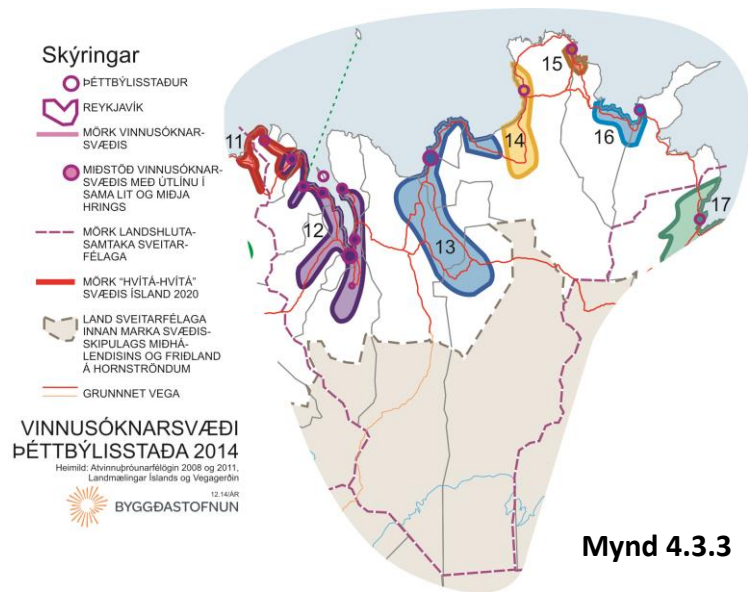 Skýringar
ÞÉTTBÝLISSTAÐUR
REYKJAVÍK
MÖRK VINNUSÓKNAR-
SVÆÐIS
MIÐSTÖÐ VINNUSÓKNAR-
SVÆÐIS MEÐ ÚTLÍNU Í
SAMA LIT OG MIÐJA
HRINGS
MÖRK LANDSHLUTA-
SAMTAKA SVEITAR-
FÉLAGA
MÖRK "HVÍTÁ-HVÍTÁ"
SVÆÐIS ÍSLAND 2020
LAND SVEITARFÉLAGA
INNAN MARKA SVÆÐIS-
SKIPULAGS MIÐHÁ-
LENDISINS OG FRIÐLAND
Á HORNSTRÖNDUM
GRUNNNET VEGA
VINNUSÓKNARSVÆÐI
ÞÉTTBÝLISSTAÐA 2014
Heimild: Atvinnuþróunarfélögin 2008 og 2011,
Landmælingar Íslands og Vegagerðin
12.14/ÁR
BYGGÐASTOFNUN
11
12
13
14
15
16
17
Mynd 4.3.3